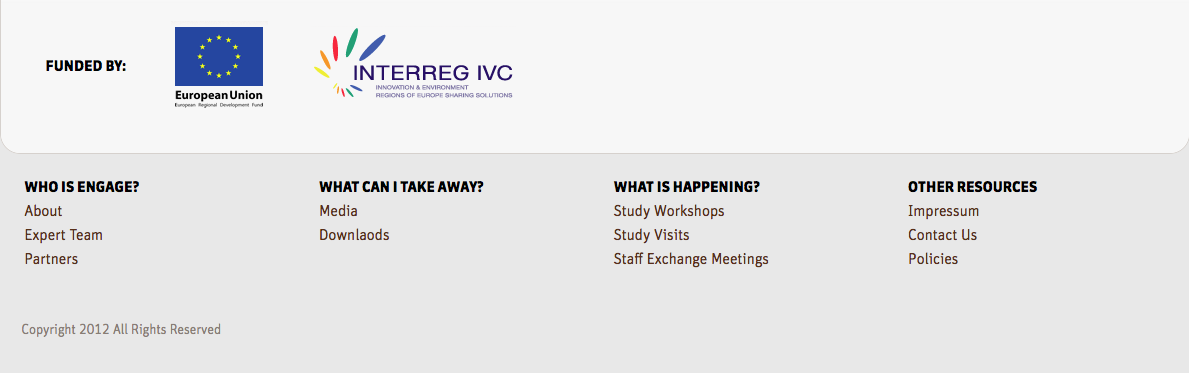 FUNDED BY:
European Union
European Regional Development Fund
INTERREG IVC
INNOVATION & ENVIRONMENT
REGIONS OF EUROPE SHARING SOLUTIONS
WHO IS ENGAGE?
About
Expert Team
Partners
WHAT CAN I TAKE AWAY?
Media
Downlaods
WHAT IS HAPPENING?
Study Workshops
Study Visits
Staff Exchange Meetings
OTHER RESOURCES
Impressum
Contact Us
Policies
Copyright 2012 All Rights Reserved